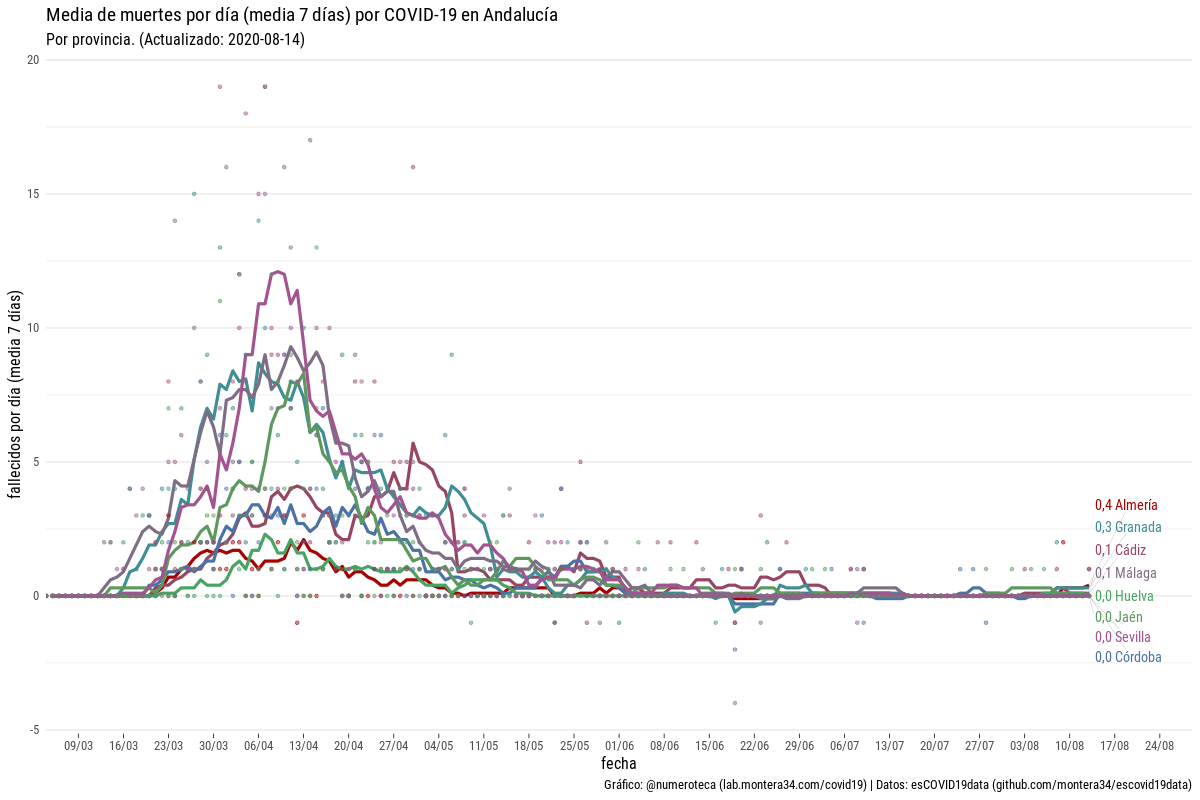 Media de muertes por día (media 7 días) por COVID-19 en Andalucía
Por provincia. (Actualizado: 2020-08-14)
fallecidos por día (media 7 días)
20
15
10
5
0
-5
0,4 Almería
0,3 Granada
0,1 Cádiz
0,1 Málaga
0,0 Huelva
0,0 Jaén
0,0 Sevilla
0,0 Córdoba
09/03 16/03 23/03 30/03 06/04 13/04 20/04 27/04 04/05 11/05 18/05 25/05 01/06 08/06 15/06 22/06 29/06 06/07 13/07 20/07 27/07 03/08 10/08 17/08 24/08
fecha
Gráfico: @numeroteca (lab.montera34.com/covid19) | Datos: esCOVID19data (github.com/montera34/escovid19data)